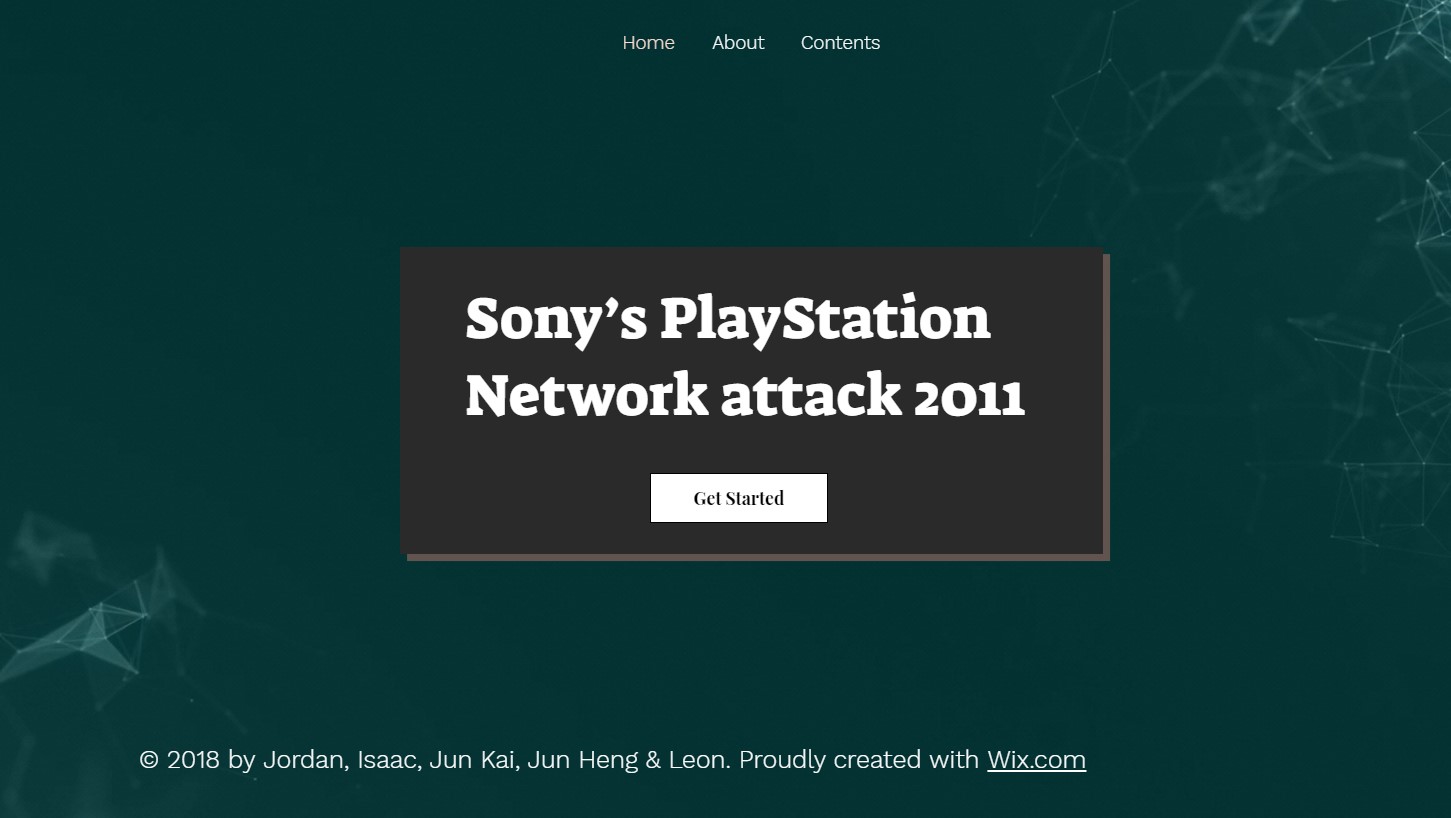 Home About Contents
Sony’s PlayStation
Network attack 2011
Get Started
© 2018 by Jordan, Isaac, Jun Kai, Jun Heng & Leon. Proudly created with Wix.com